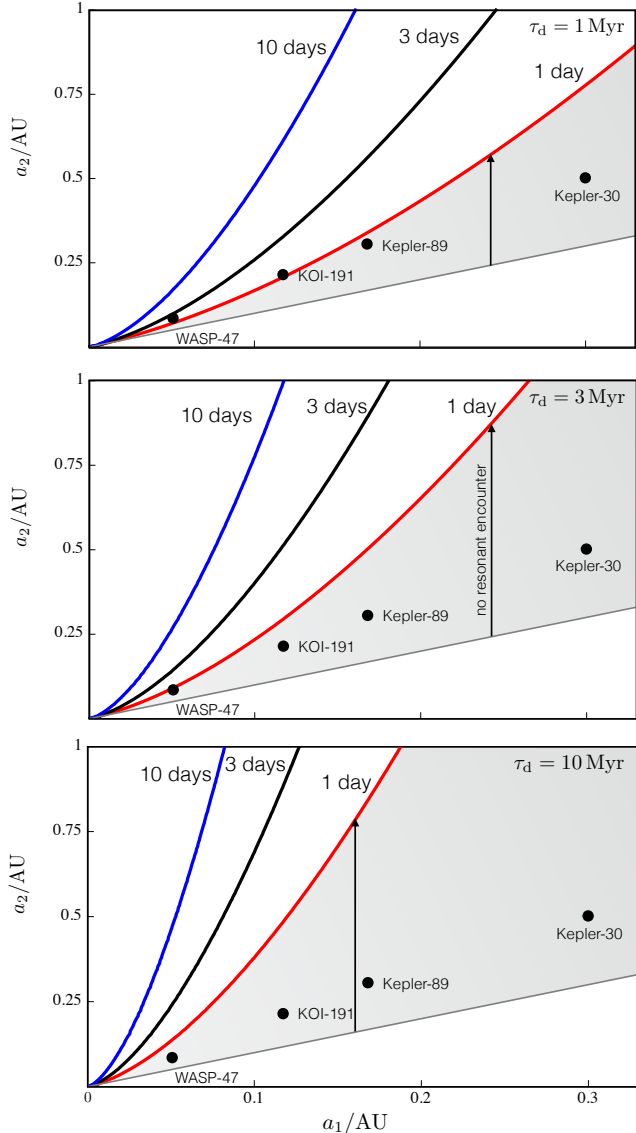 1
τd = 1 Myr
3 days
10 days
1 day
0.75
a2/AU
0.5
Kepler-30
Kepler-89
KOI-191
0.25
WASP-47
1
τd = 3 Myr
10 days
3 days
1 day
0.75
a2/AU
no resonant encounter
0.5
Kepler-30
Kepler-89
KOI-191
0.25
WASP-47
1
τd = 10 Myr
10 days
3 days
1 day
0.75
a2/AU
0.5
Kepler-30
Kepler-89
KOI-191
0.25
WASP-47
0
0.1
0.2
0.3
a1/AU